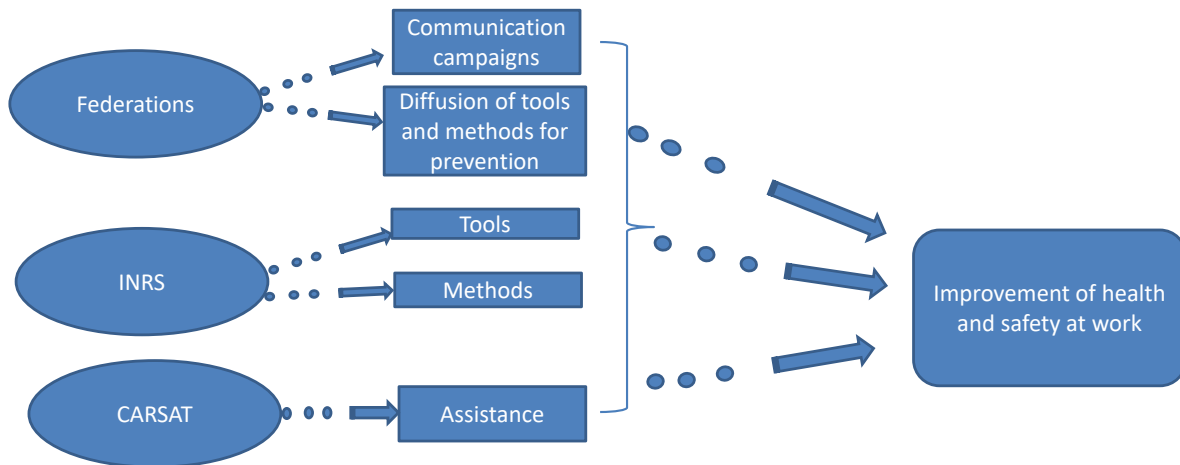 Federations
Communication
campaigns
Diffusion of tools
and methods for
prevention
INRS
Tools
Methods
CARSAT
Assistance
Improvement of health
and safety at work